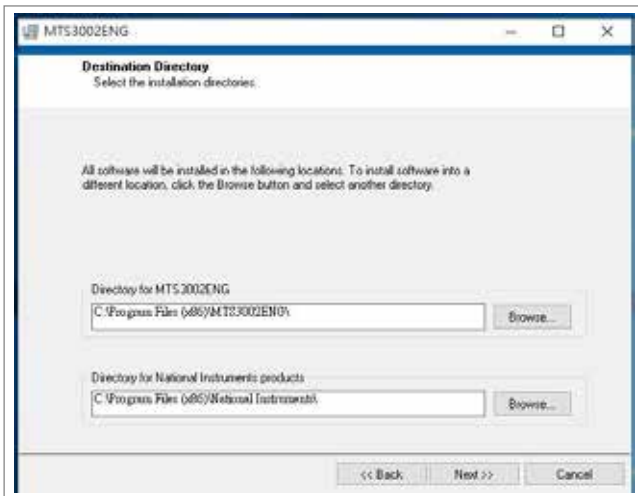 MTS3002ENG
Destination Directory
Select the installation directories.
All software will be installed in the following locations. To install software into a
different location, click the Browse button and select another directory.
Directory for MTS3002ENG
C:\Program Files (x86)\MTS3002ENG\
Browse...
Directory for National Instruments products
C:\Program Files (x86)\National Instruments\
Browse...
<< Back
Next >>
Cancel